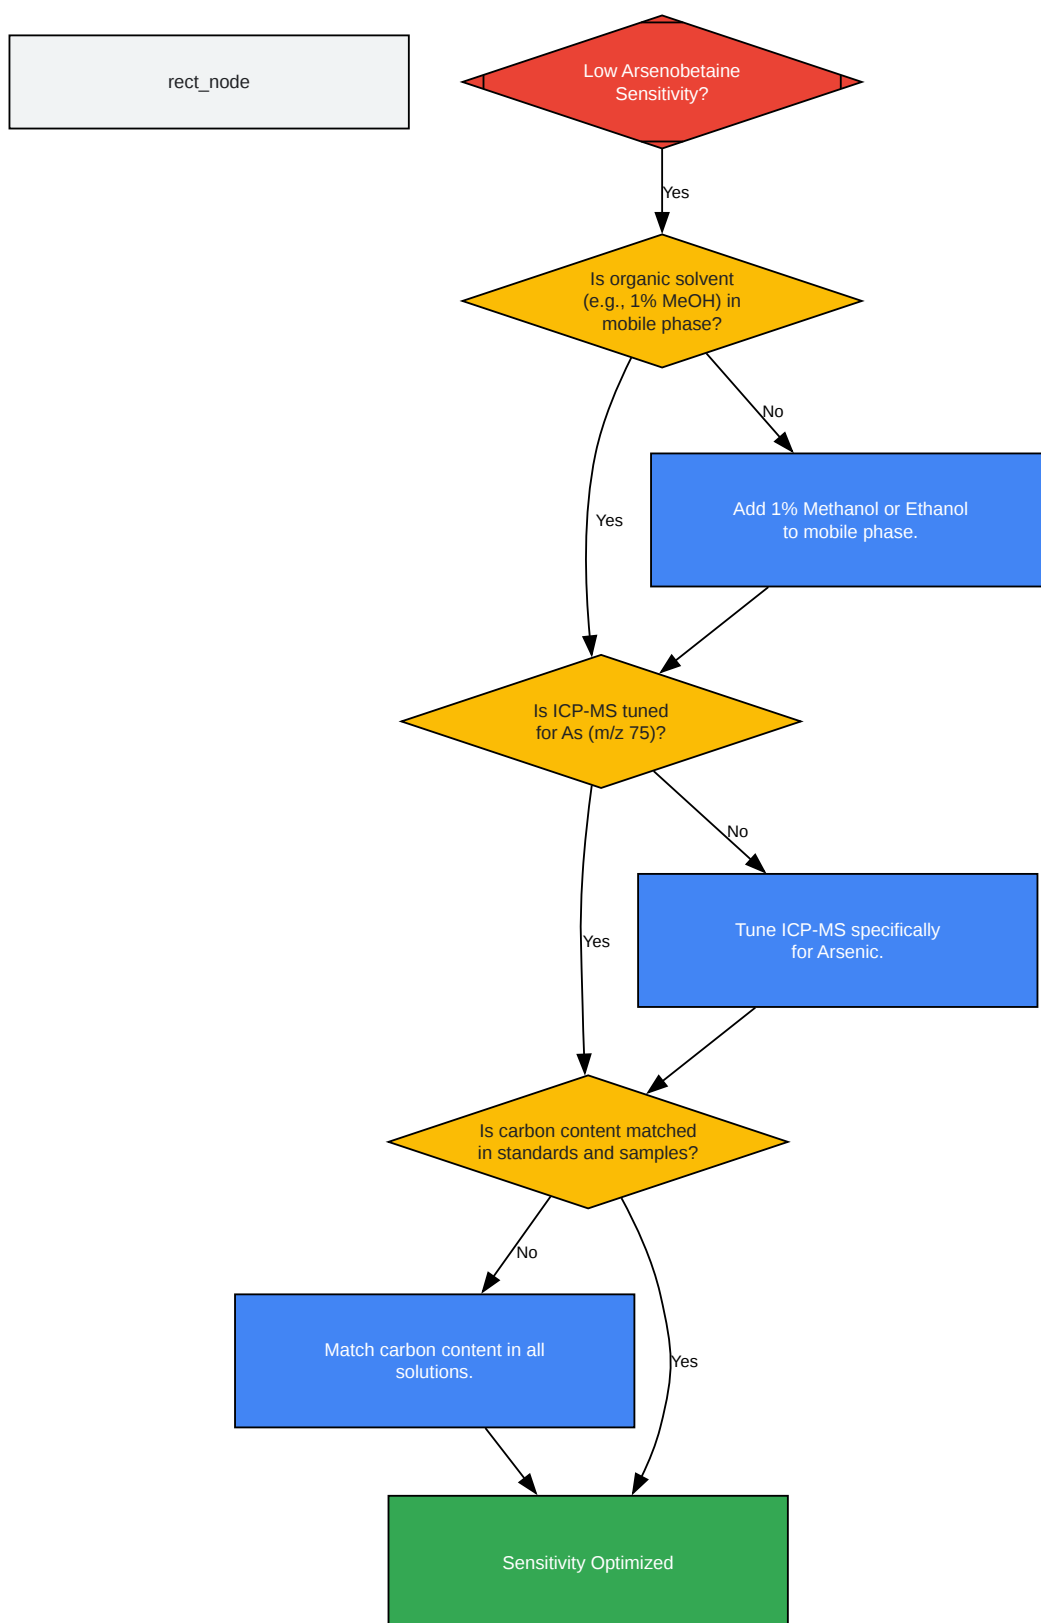 rect_node
Low Arsenobetaine
Sensitivity?
Yes
Is organic solvent
(e.g., 1% MeOH) in
mobile phase?
No
Add 1% Methanol or Ethanol
to mobile phase.
Yes
Is ICP-MS tuned
for As (m/z 75)?
No
Tune ICP-MS specifically
for Arsenic.
Yes
Is carbon content matched
in standards and samples?
No
Match carbon content in all
solutions.
Yes
Sensitivity Optimized